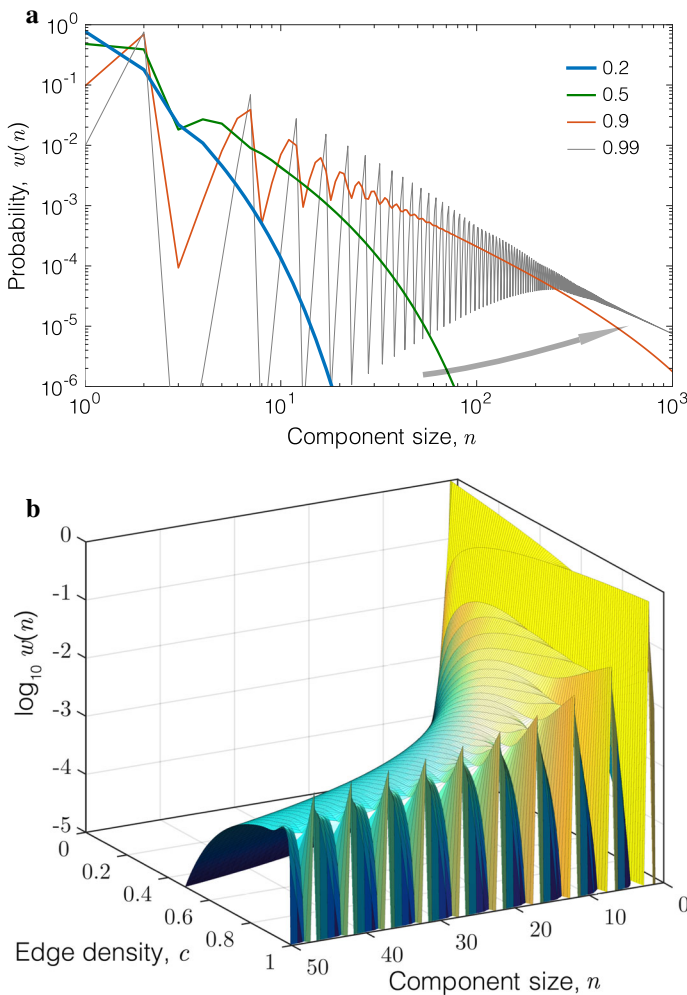 a
10^0
10^-1
10^-2
10^-3
10^-4
10^-5
10^-6
Probability, w(n)
0.2
0.5
0.9
0.99
10^0 10^1 10^2 10^3
Component size, n
b
0
-1
-2
-3
-4
-5
log_10 w(n)
0
0.2
0.4
0.6
0.8
1
Edge density, c
50 40 30 20 10 0
Component size, n